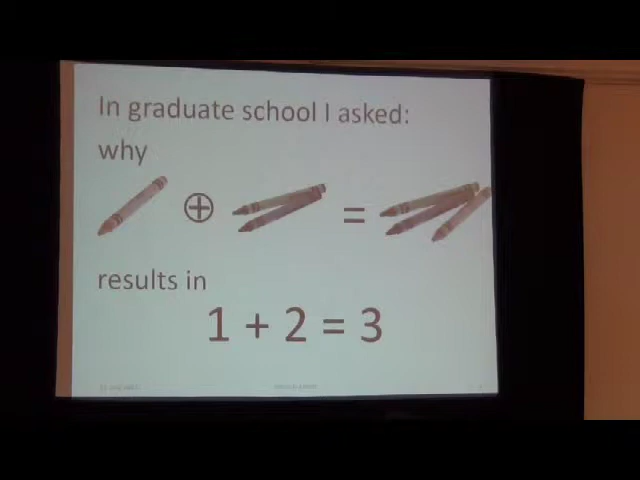 In graduate school I asked:
why
⊕ =
results in
1 + 2 = 3